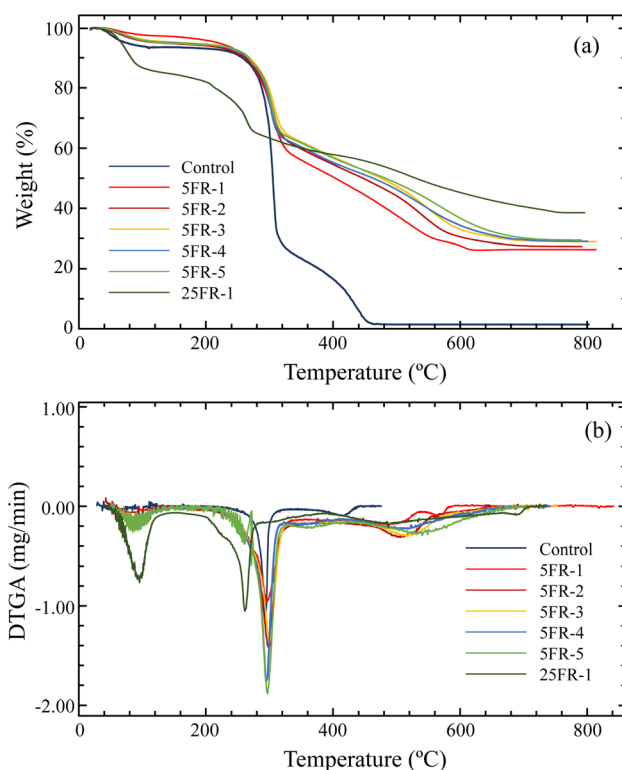 100
(a)
80
Weight (%)
60
Control
5FR-1
40
5FR-2
5FR-3
5FR-4
20
5FR-5
25FR-1
0
0 200 400 600 800
Temperature (ºC)
1.00
(b)
0.00
DTGA (mg/min)
Control
5FR-1
-1.00
5FR-2
5FR-3
5FR-4
5FR-5
25FR-1
-2.00
0 200 400 600 800
Temperature (ºC)